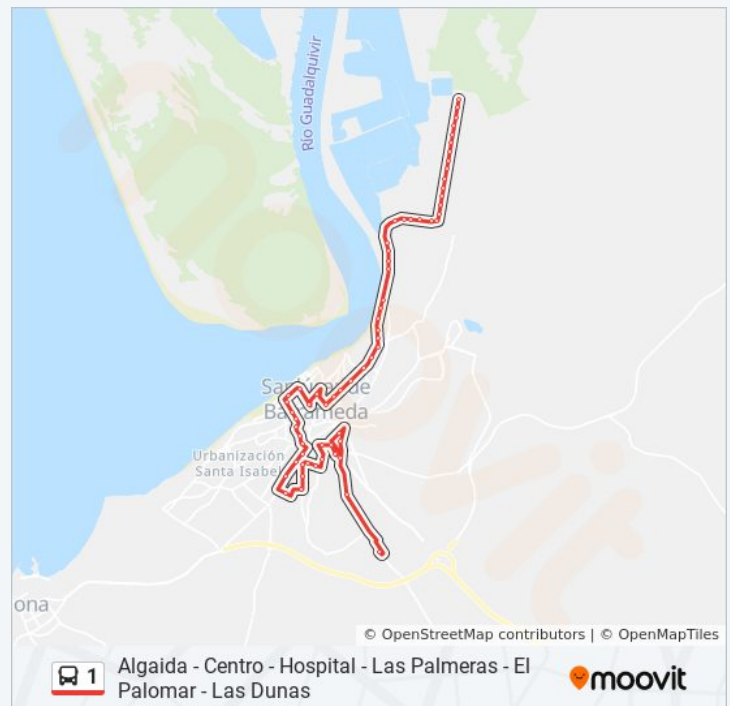 Río Guadalquivir
Sanlúcar de
Barrameda
Urbanización
Santa Isabel
ona
© OpenStreetMap contributors | © OpenMapTiles
1
Algaida - Centro - Hospital - Las Palmeras - El
Palomar - Las Dunas
moovit